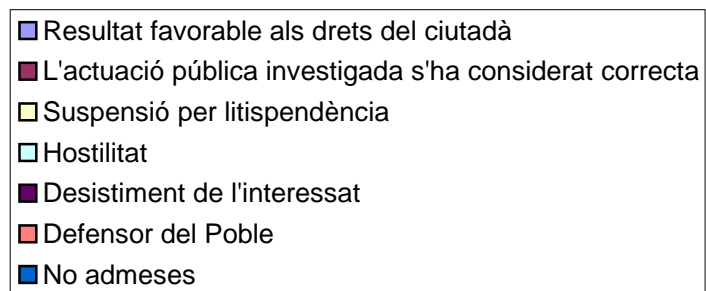 Resultat favorable als drets del ciutadà
L'actuació pública investigada s'ha considerat correcta
Suspensió per litispendència
Hostilitat
Desistiment de l'interessat
Defensor del Poble
No admeses